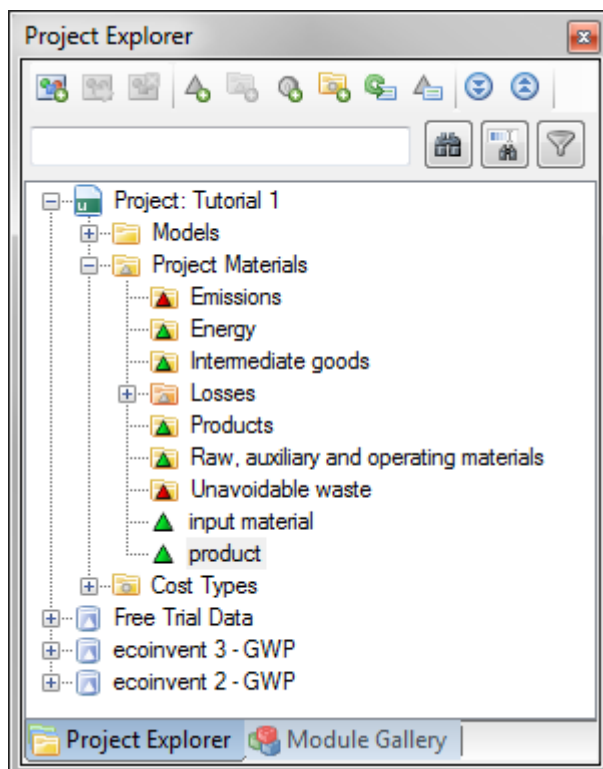 Project Explorer
Project: Tutorial 1
Models
Project Materials
Emissions
Energy
Intermediate goods
Losses
Products
Raw, auxiliary and operating materials
Unavoidable waste
input material
product
Cost Types
Free Trial Data
ecoinvent 3 - GWP
ecoinvent 2 - GWP
Project Explorer Module Gallery